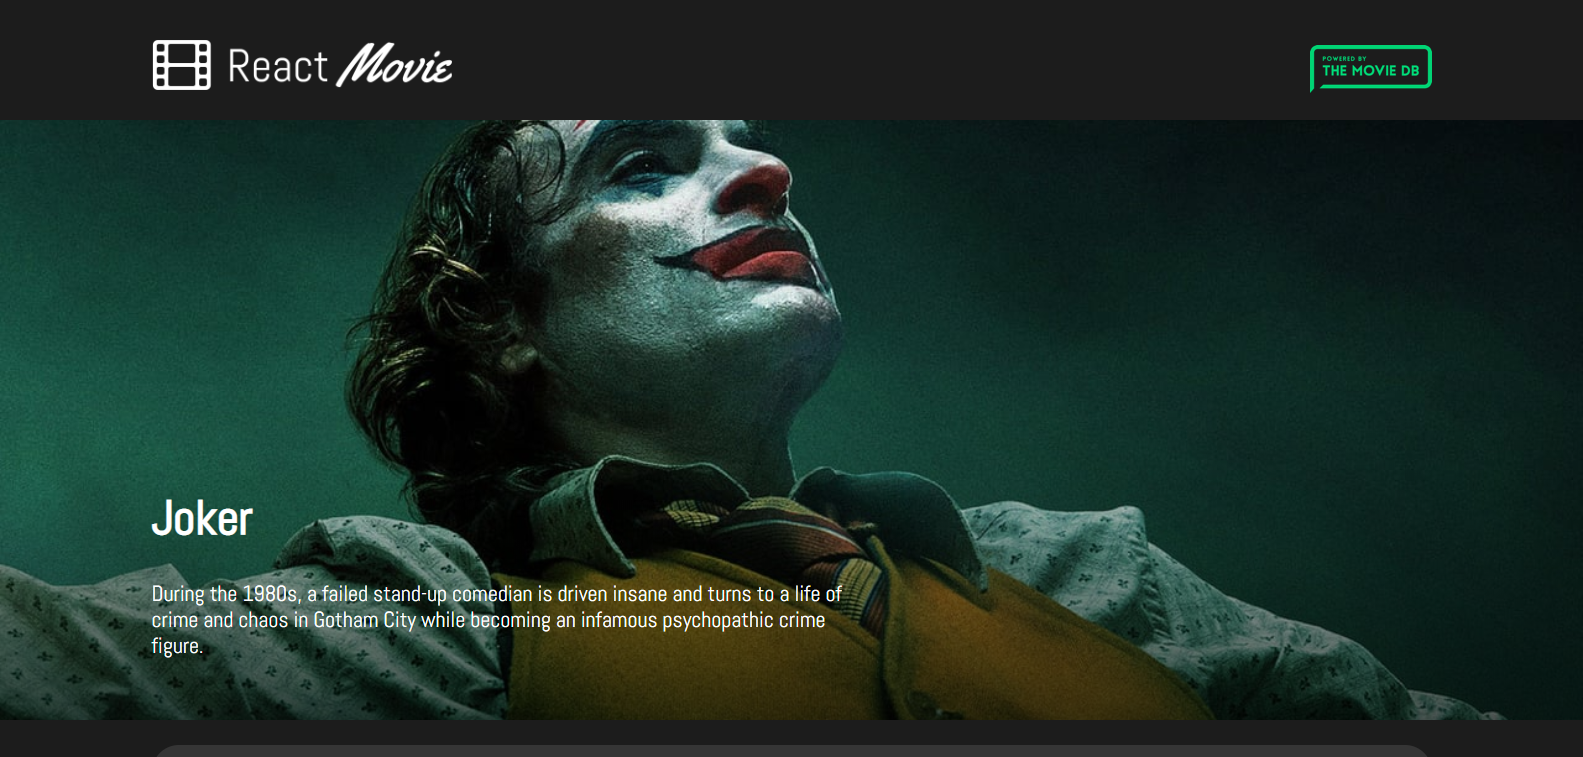 React Movie
POWERED BY
THE MOVIE DB
Joker
During the 1980s, a failed stand-up comedian is driven insane and turns to a life of
crime and chaos in Gotham City while becoming an infamous psychopathic crime
figure.